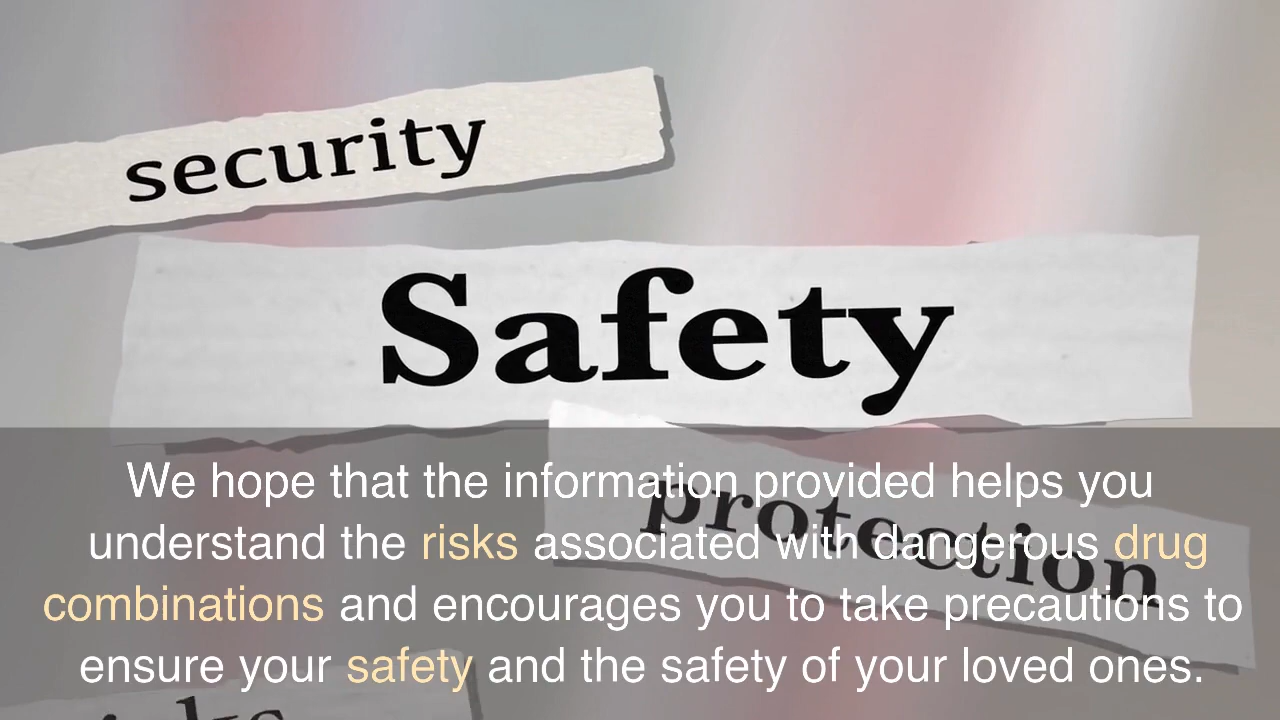 security
Safety
protection
We hope that the information provided helps you
understand the risks associated with dangerous drug
combinations and encourages you to take precautions to
ensure your safety and the safety of your loved ones.